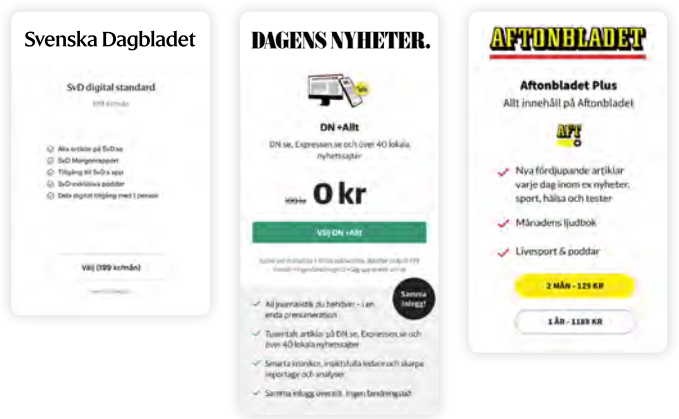 Svenska Dagbladet
SvD digital standard
199 kr/mån
Alla artiklar på SvD.se
SvD Morgonrapport
Tillgång till SvD:s app
SvD-exklusiva poddar
Dela digital tillgång med 1 person
Välj (199 kr/mån)
DAGENS NYHETER.
DN +Allt
DN.se, Expressen.se och över 40 lokala
nyhetssajter
199 kr 0 kr
Välj DN +Allt
Samma
inlogg!
All journalistik du behöver – i en
enda prenumeration
Tusentals artiklar på DN.se, Expressen.se och
över 40 lokala nyhetssajter
Smarta krönikor, insiktsfulla ledare och skarpa
reportage och analyser
Samma inlogg överallt. Ingen bindningstid
AFTONBLADET
Aftonbladet Plus
Allt innehåll på Aftonbladet
AFT
Nya fördjupande artiklar
varje dag inom ex nyheter,
sport, hälsa och tester
Månadens ljudbok
Livesport & poddar
2 MÅN - 129 KR
1 ÅR - 1189 KR